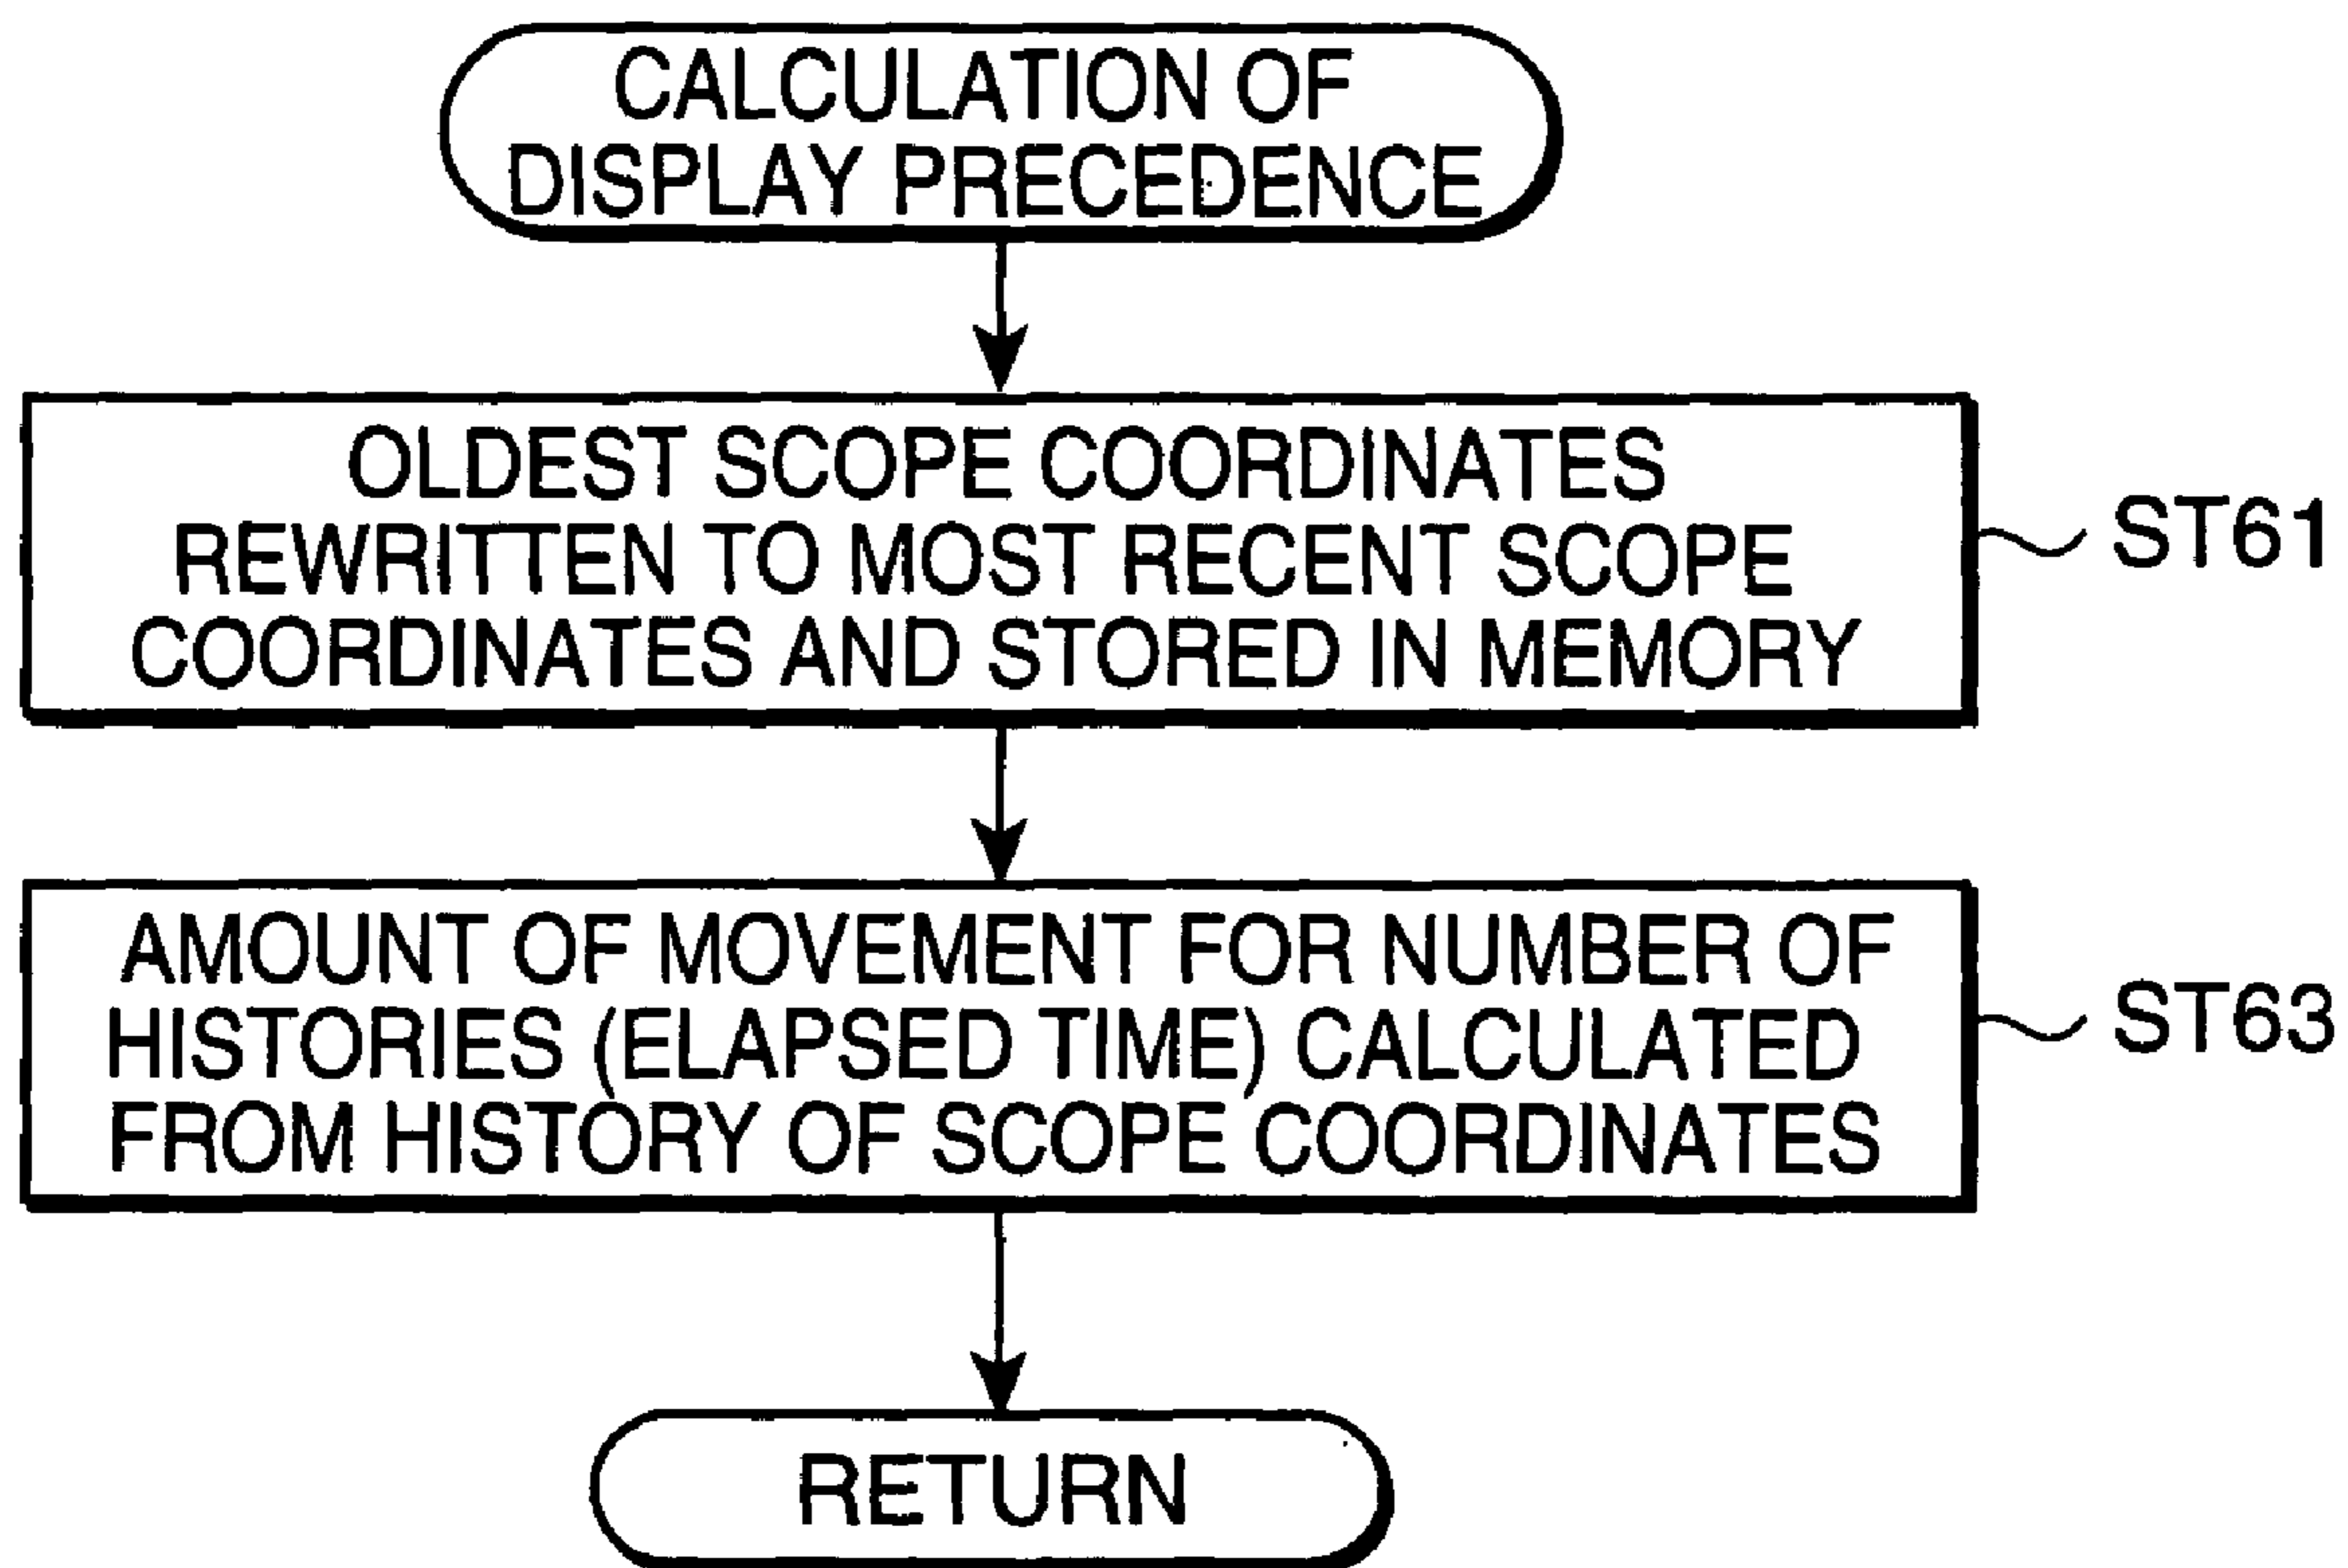 CALCULATION OF
DISPLAY PRECEDENCE
OLDEST SCOPE COORDINATES
REWRITTEN TO MOST RECENT SCOPE
COORDINATES AND STORED IN MEMORY
ST61
AMOUNT OF MOVEMENT FOR NUMBER OF
HISTORIES (ELAPSED TIME) CALCULATED
FROM HISTORY OF SCOPE COORDINATES
ST63
RETURN